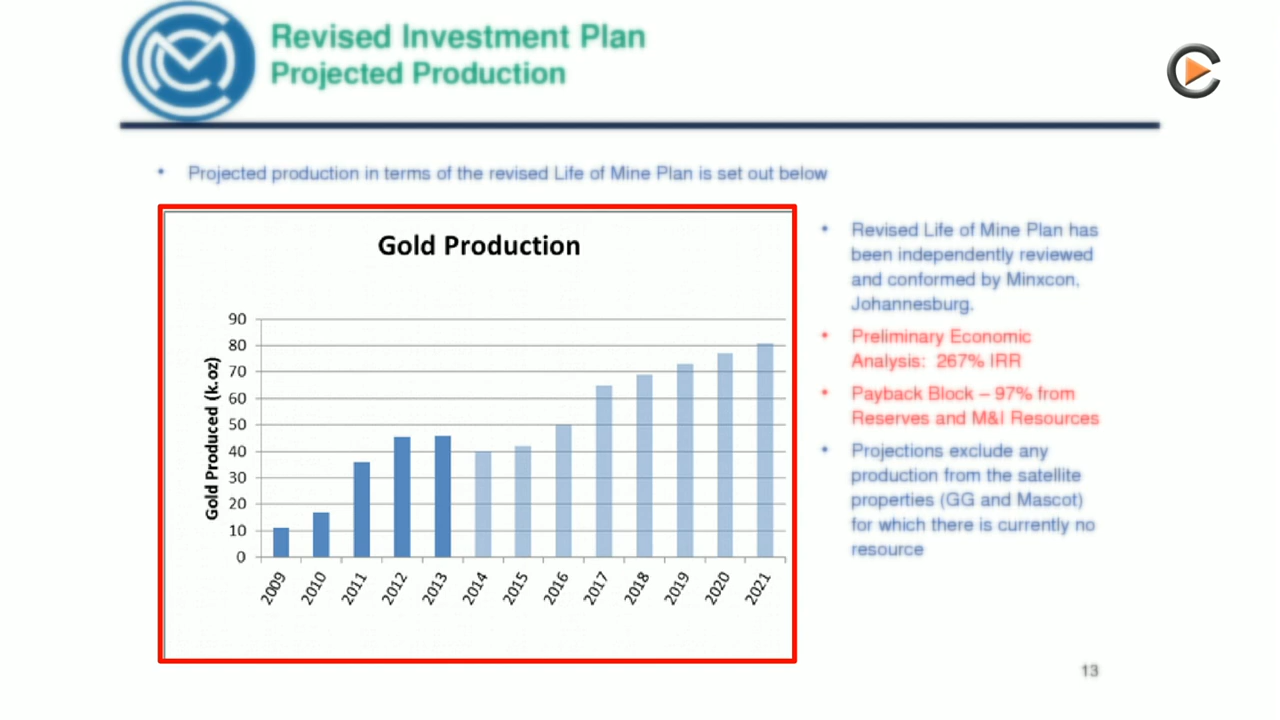 Revised Investment Plan
Projected Production
• Projected production in terms of the revised Life of Mine Plan is set out below
Gold Production
Gold Produced (k.oz)
90
80
70
60
50
40
30
20
10
0
2009 2010 2011 2012 2013 2014 2015 2016 2017 2018 2019 2020 2021
• Revised Life of Mine Plan has
been independently reviewed
and conformed by Minxcon,
Johannesburg.
• Preliminary Economic
Analysis: 267% IRR
• Payback Block – 97% from
Reserves and M&I Resources
• Projections exclude any
production from the satellite
properties (GG and Mascot)
for which there is currently no
resource
13